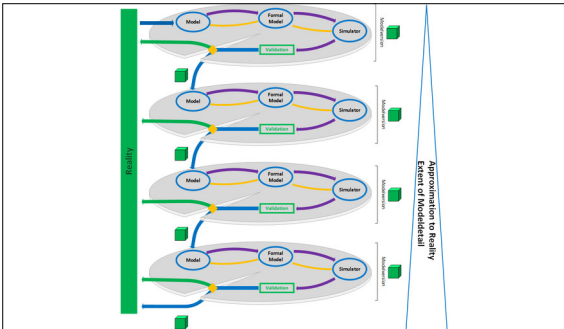 Reality
Model
Formal
Model
Simulator
Validation
Modelversion
Model
Formal
Model
Simulator
Validation
Modelversion
Model
Formal
Model
Simulator
Validation
Modelversion
Model
Formal
Model
Simulator
Validation
Modelversion
Approximation to Reality
Extent of Modeldetail